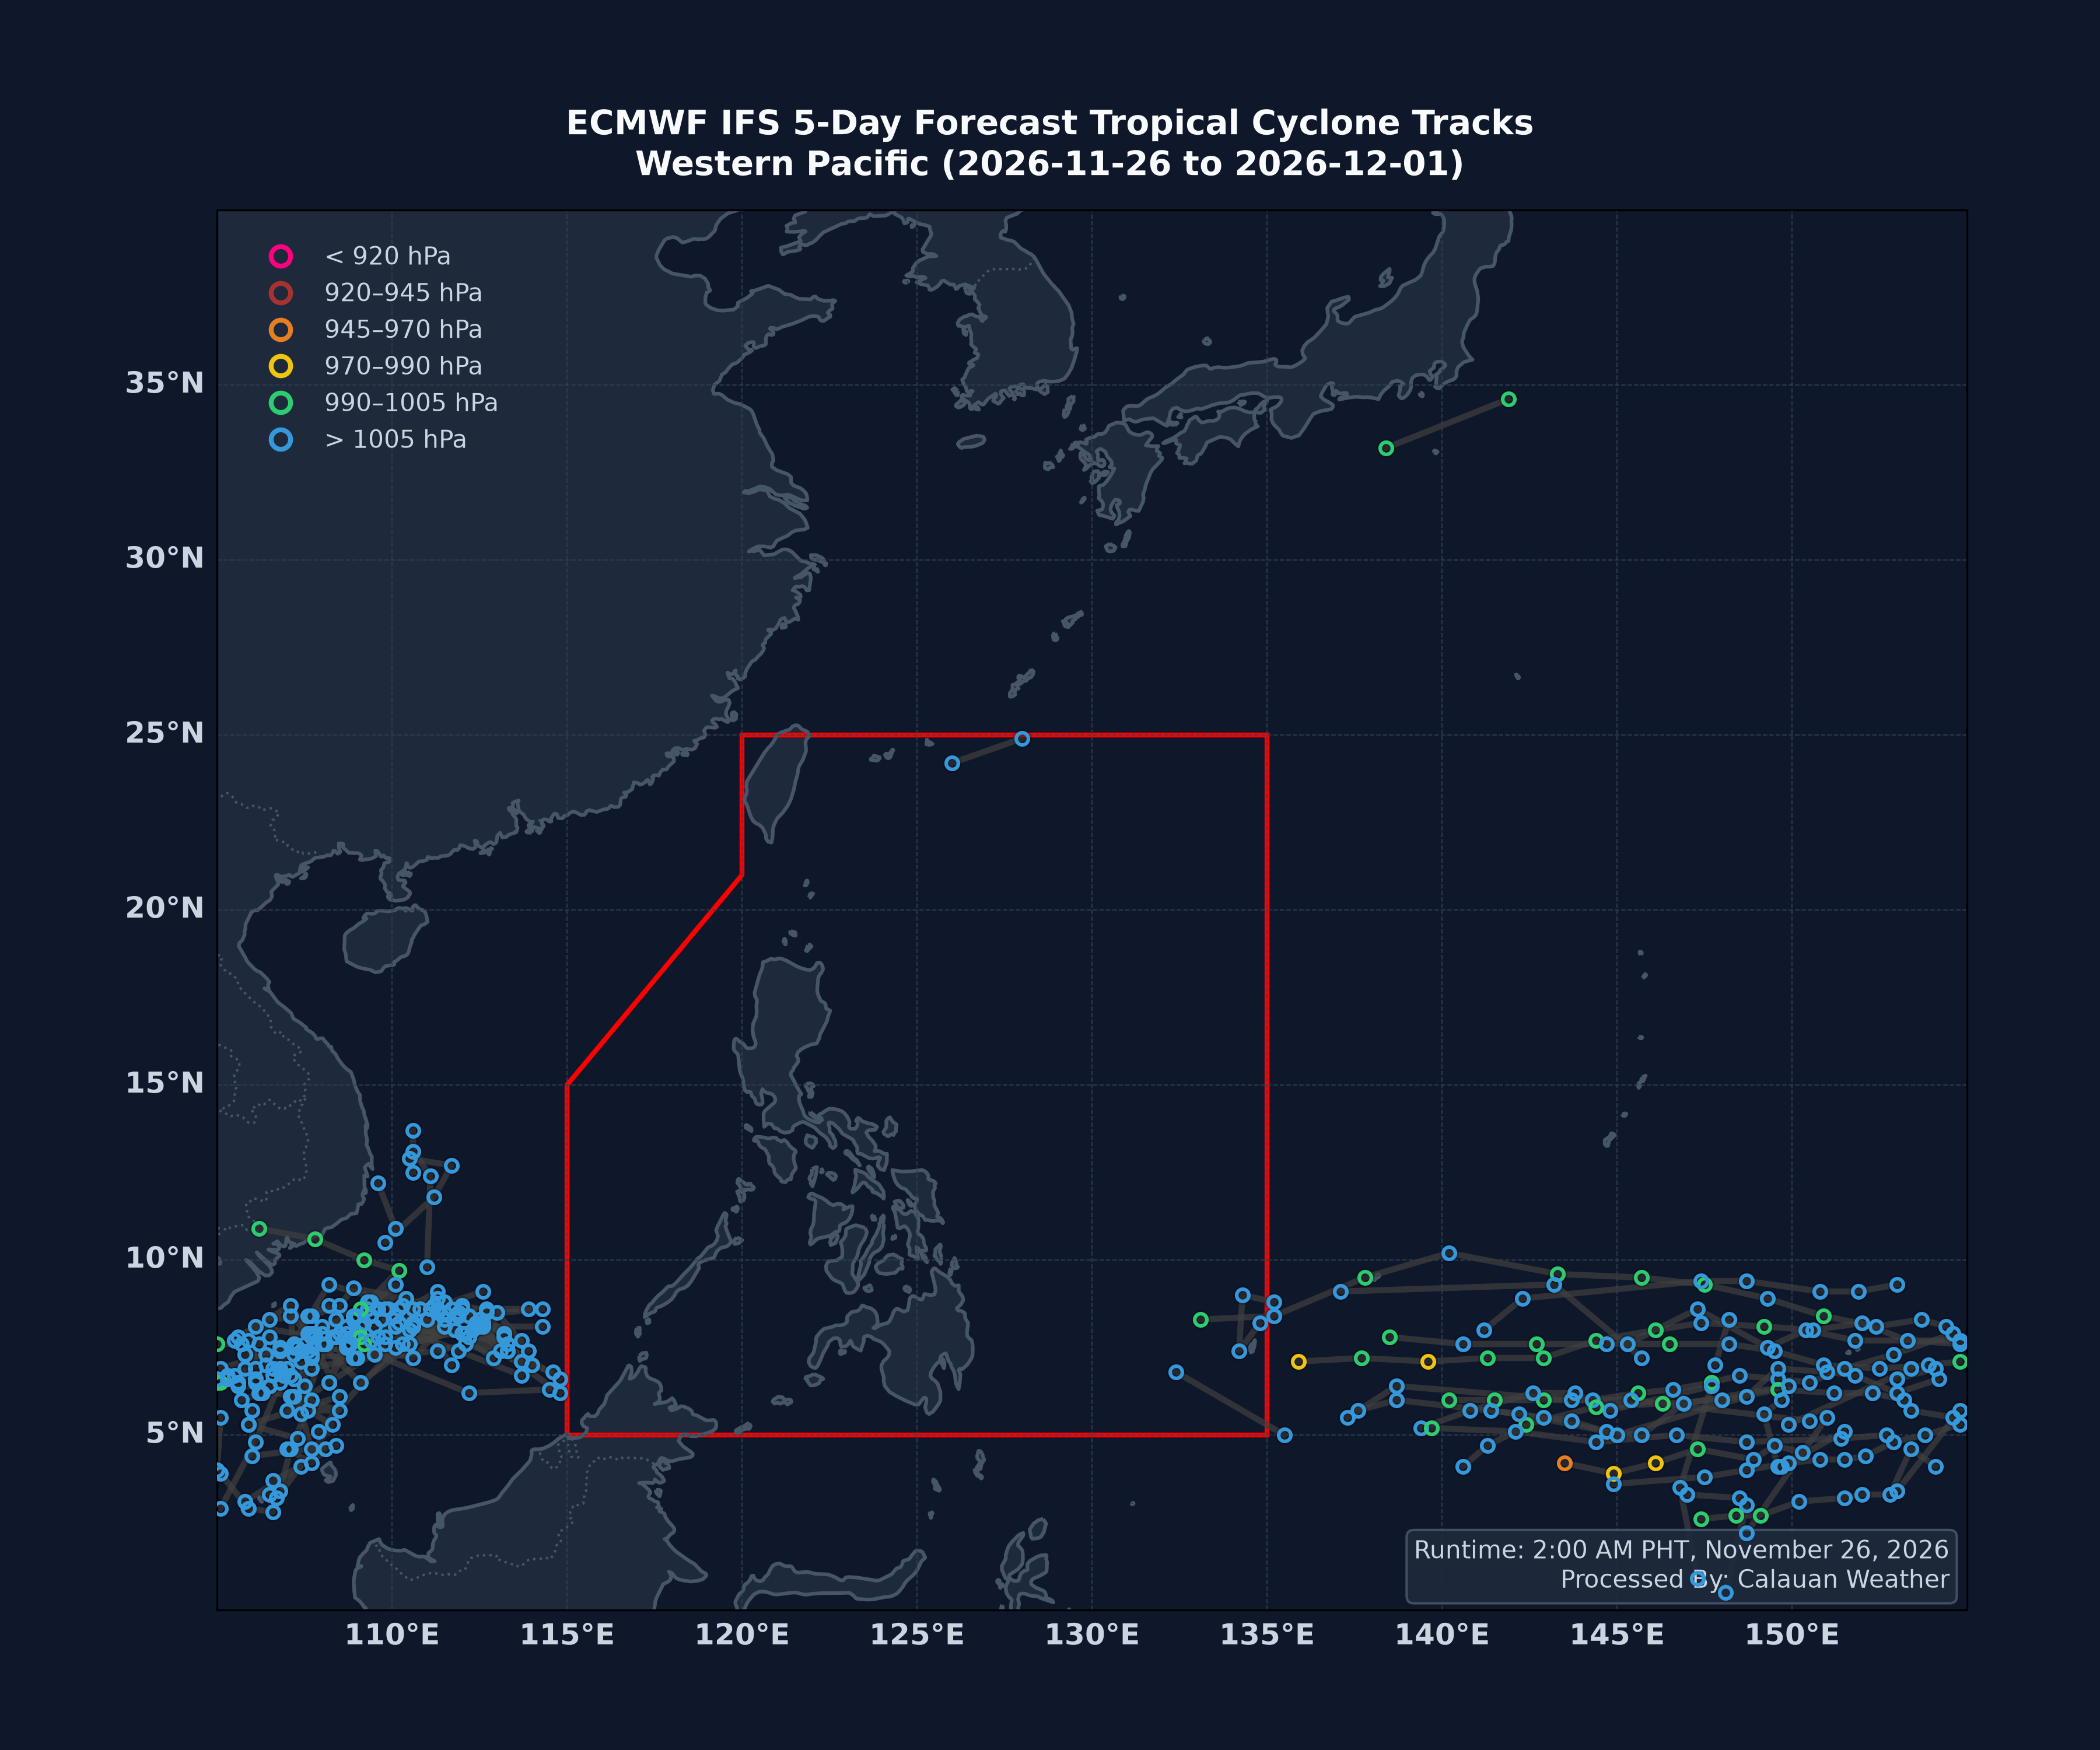 ECMWF IFS 5-Day Forecast Tropical Cyclone Tracks
Western Pacific (2026-11-26 to 2026-12-01)
< 920 hPa
920–945 hPa
945–970 hPa
970–990 hPa
990–1005 hPa
> 1005 hPa
35°N
30°N
25°N
20°N
15°N
10°N
5°N
Runtime: 2:00 AM PHT, November 26, 2026
Processed By: Calauan Weather
110°E 115°E 120°E 125°E 130°E 135°E 140°E 145°E 150°E